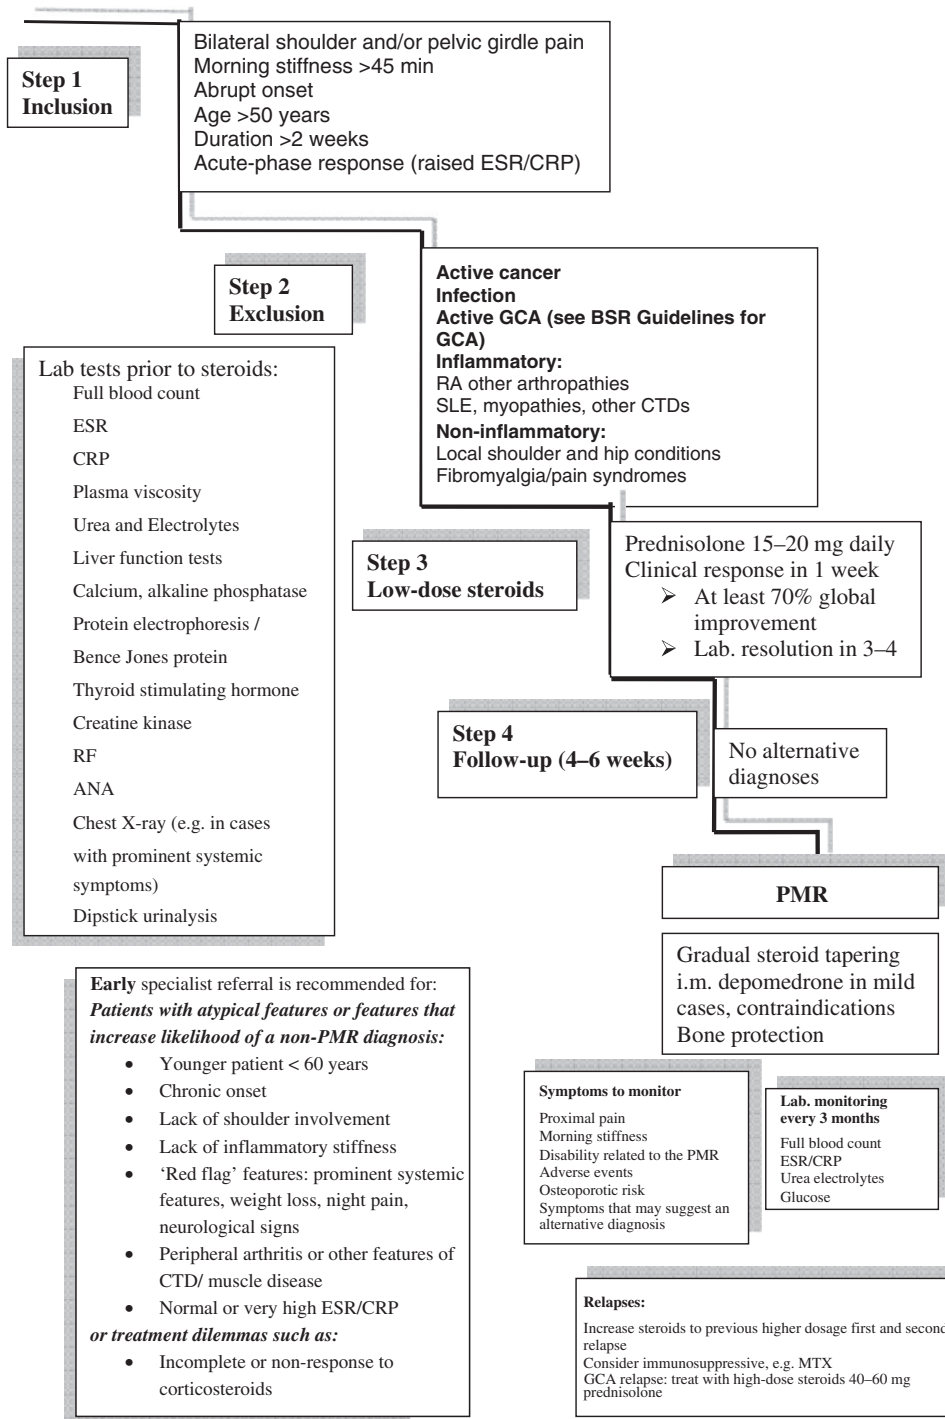 Step 1
Inclusion
Bilateral shoulder and/or pelvic girdle pain
Morning stiffness >45 min
Abrupt onset
Age >50 years
Duration >2 weeks
Acute-phase response (raised ESR/CRP)
Step 2
Exclusion
Active cancer
Infection
Active GCA (see BSR Guidelines for
GCA)
Inflammatory:
RA other arthropathies
SLE, myopathies, other CTDs
Non-inflammatory:
Local shoulder and hip conditions
Fibromyalgia/pain syndromes
Lab tests prior to steroids:
Full blood count
ESR
CRP
Plasma viscosity
Urea and Electrolytes
Liver function tests
Calcium, alkaline phosphatase
Protein electrophoresis /
Bence Jones protein
Thyroid stimulating hormone
Creatine kinase
RF
ANA
Chest X-ray (e.g. in cases
with prominent systemic
symptoms)
Dipstick urinalysis
Step 3
Low-dose steroids
Prednisolone 15–20 mg daily
Clinical response in 1 week
➢ At least 70% global
improvement
➢ Lab. resolution in 3–4
Step 4
Follow-up (4–6 weeks)
No alternative
diagnoses
PMR
Gradual steroid tapering
i.m. depomedrone in mild
cases, contraindications
Bone protection
Early specialist referral is recommended for:
Patients with atypical features or features that
increase likelihood of a non-PMR diagnosis:
• Younger patient < 60 years
• Chronic onset
• Lack of shoulder involvement
• Lack of inflammatory stiffness
• ‘Red flag’ features: prominent systemic
features, weight loss, night pain,
neurological signs
• Peripheral arthritis or other features of
CTD/ muscle disease
• Normal or very high ESR/CRP
or treatment dilemmas such as:
• Incomplete or non-response to
corticosteroids
Symptoms to monitor
Proximal pain
Morning stiffness
Disability related to the PMR
Adverse events
Osteoporotic risk
Symptoms that may suggest an
alternative diagnosis
Lab. monitoring
every 3 months
Full blood count
ESR/CRP
Urea electrolytes
Glucose
Relapses:
Increase steroids to previous higher dosage first and second
relapse
Consider immunosuppressive, e.g. MTX
GCA relapse: treat with high-dose steroids 40–60 mg
prednisolone